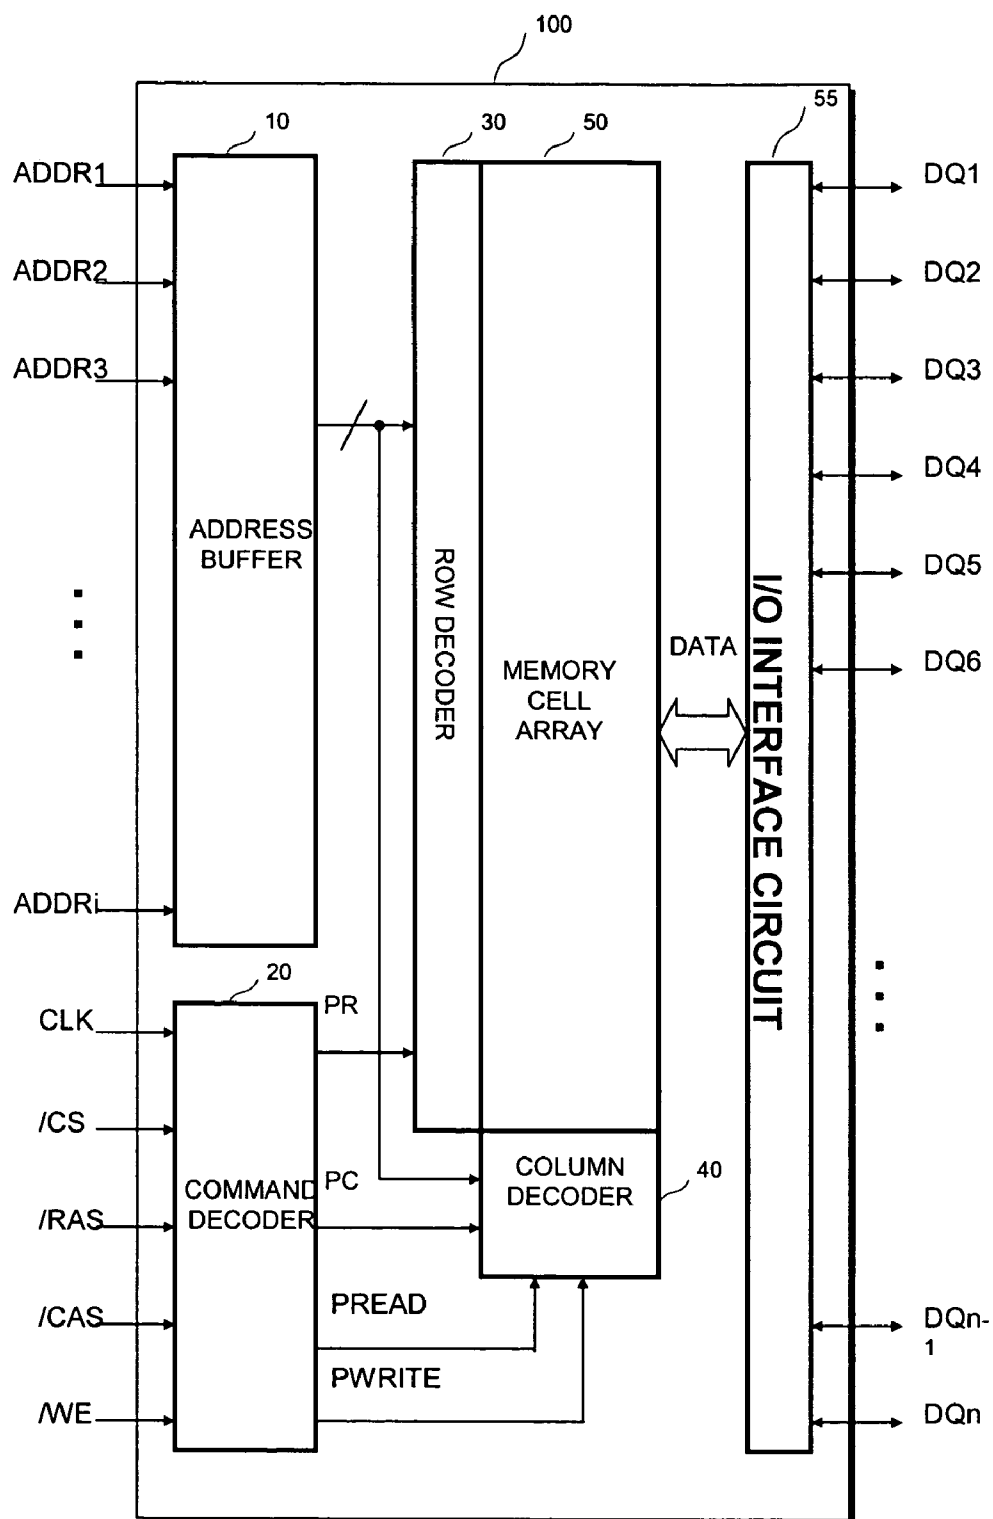 100
10
30
50
55
ADDR1
ADDR2
ADDR3
ADDRi
ADDRESS
BUFFER
ROW DECODER
MEMORY
CELL
ARRAY
DATA
I/O INTERFACE CIRCUIT
DQ1
DQ2
DQ3
DQ4
DQ5
DQ6
DQn-
1
DQn
20
CLK
/CS
/RAS
/CAS
/WE
COMMAND
DECODER
PR
PC
PREAD
PWRITE
COLUMN
DECODER
40